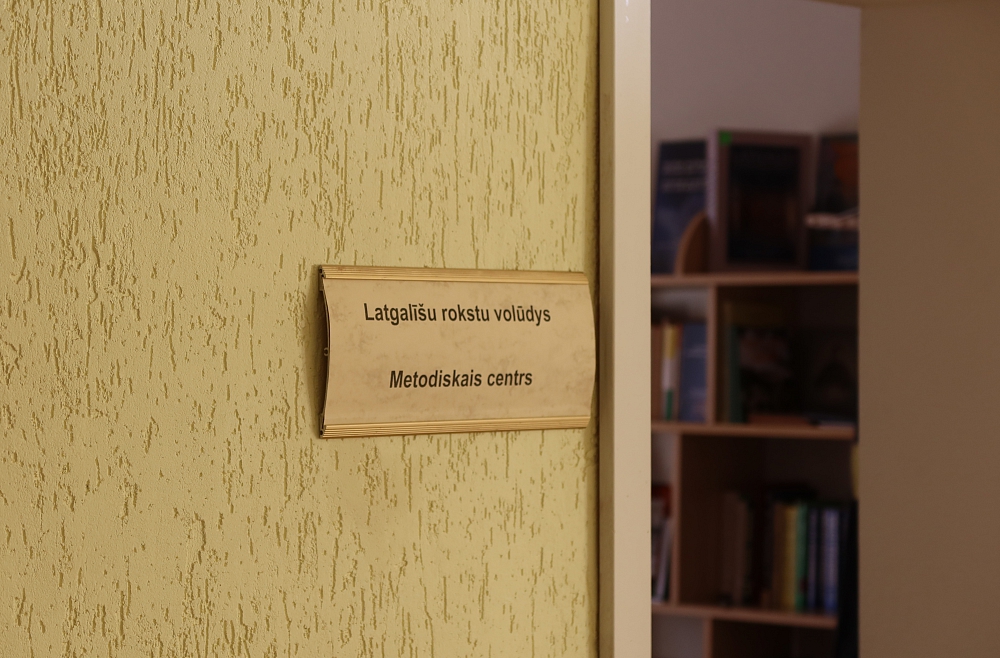 Latgalīšu rokstu volūdys
Metodiskais centrs